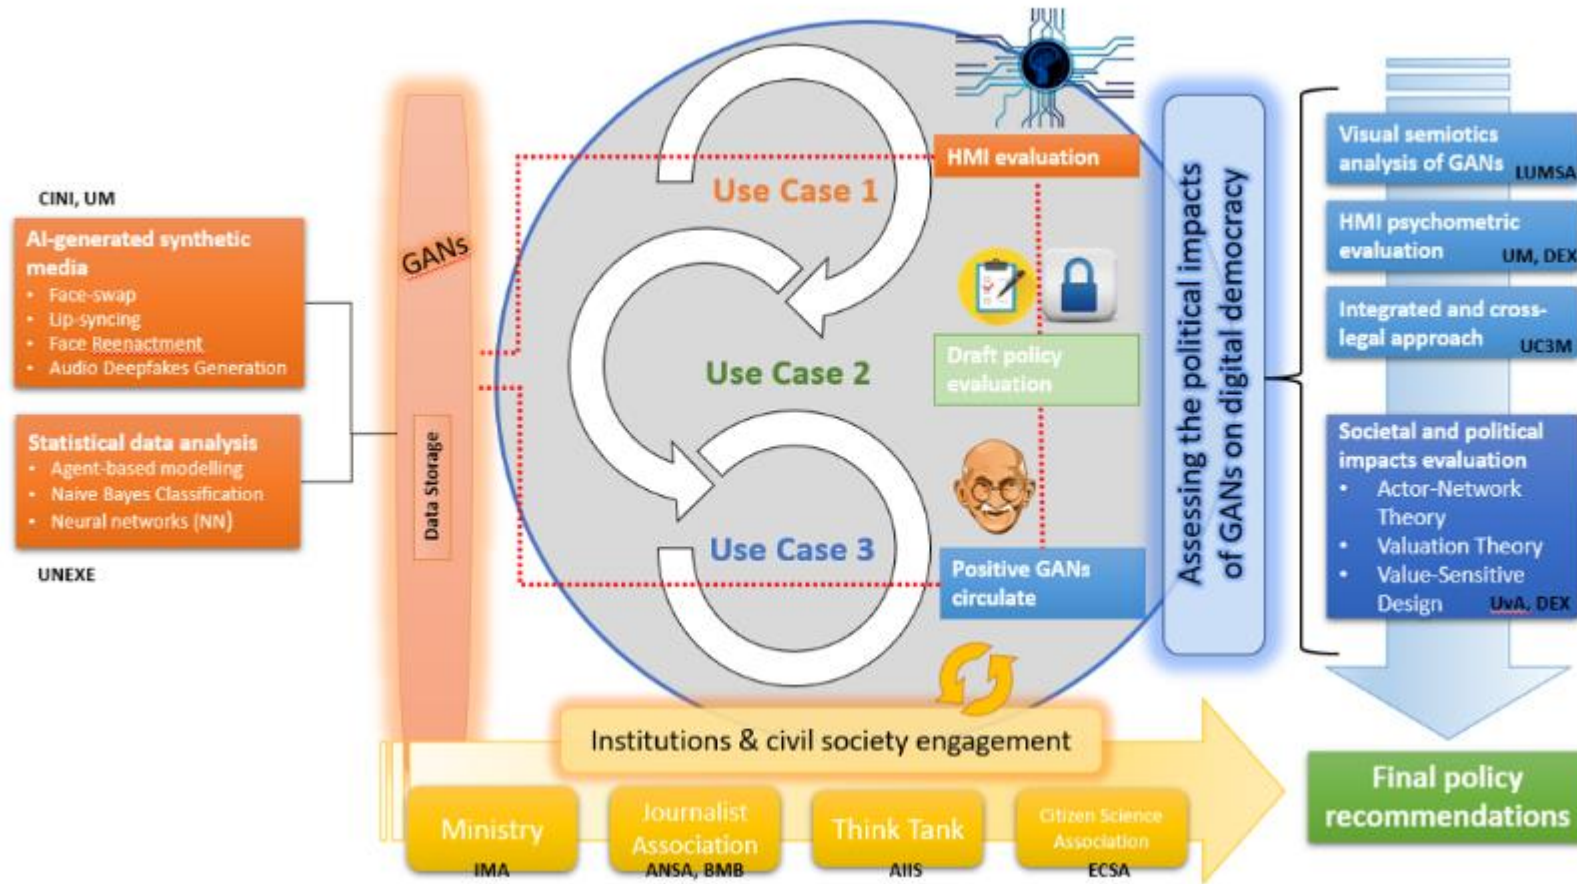 CINI, UM
AI-generated synthetic
media
• Face-swap
• Lip-syncing
• Face Reenactment
• Audio Deepfakes Generation
Statistical data analysis
• Agent-based modelling
• Naive Bayes Classification
• Neural networks (NN)
UNEXE
GANs
Data Storage
Use Case 1
Use Case 2
Use Case 3
HMI evaluation
Draft policy
evaluation
Positive GANs
circulate
Assessing the political impacts
of GANs on digital democracy
Visual semiotics
analysis of GANs
LUMSA
HMI psychometric
evaluation
UM, DEX
Integrated and cross-
legal approach
UC3M
Societal and political
impacts evaluation
• Actor-Network
Theory
• Valuation Theory
• Value-Sensitive
Design
UvA, DEX
Final policy
recommendations
Institutions & civil society engagement
Ministry
IMA
Journalist
Association
ANSA, BMB
Think Tank
AIIS
Citizen Science
Association
ECSA